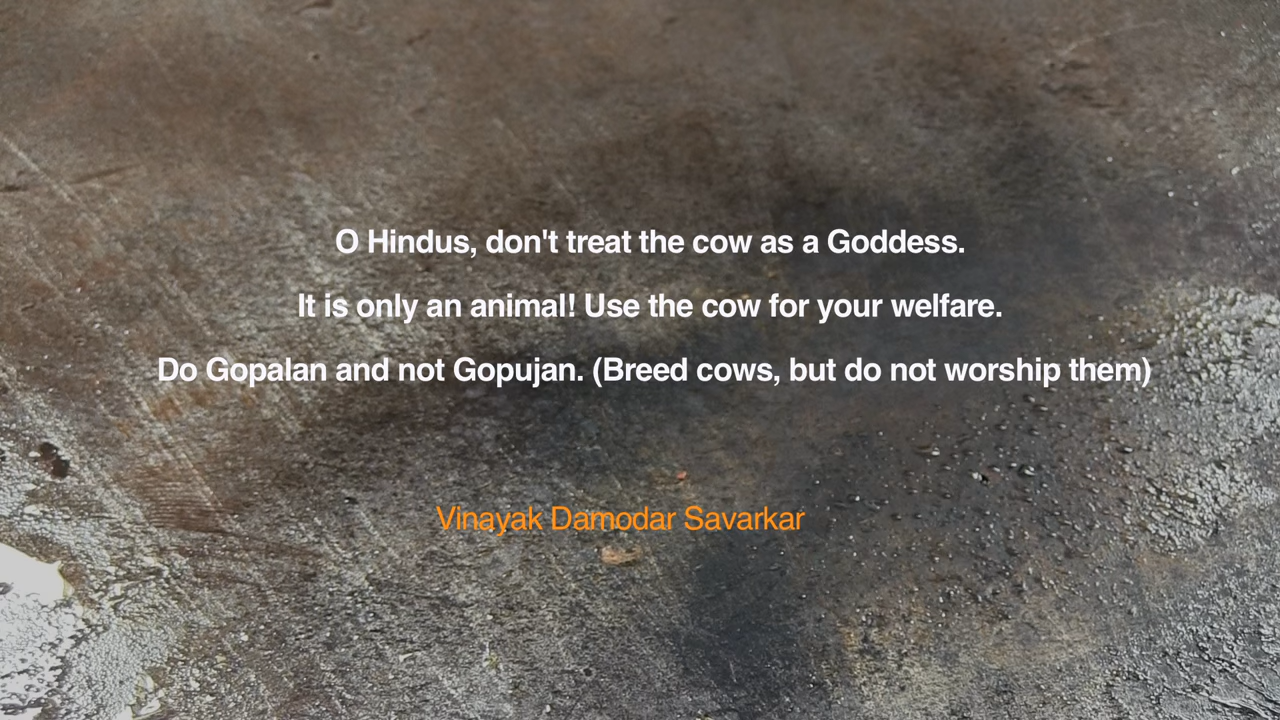 O Hindus, don't treat the cow as a Goddess.
It is only an animal! Use the cow for your welfare.
Do Gopalan and not Gopujan. (Breed cows, but do not worship them)
Vinayak Damodar Savarkar